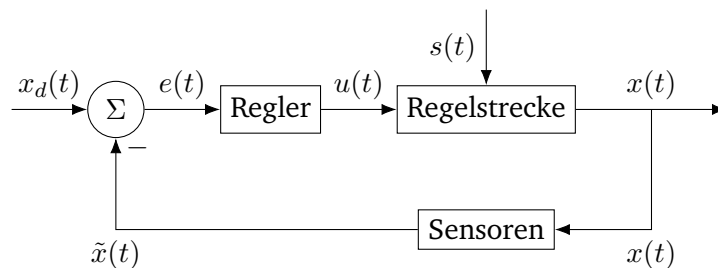 s(t)
x_d(t) Σ e(t) Regler u(t) Regelstrecke x(t)
−
Sensoren
x̃(t) x(t)